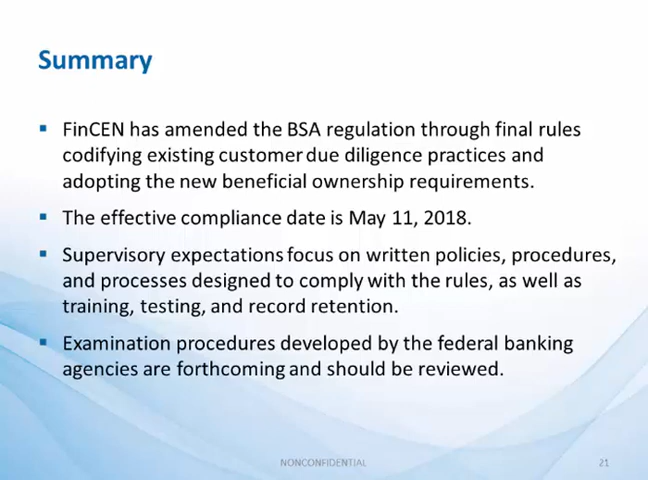 Summary
▪ FinCEN has amended the BSA regulation through final rules
codifying existing customer due diligence practices and
adopting the new beneficial ownership requirements.
▪ The effective compliance date is May 11, 2018.
▪ Supervisory expectations focus on written policies, procedures,
and processes designed to comply with the rules, as well as
training, testing, and record retention.
▪ Examination procedures developed by the federal banking
agencies are forthcoming and should be reviewed.
NONCONFIDENTIAL
21